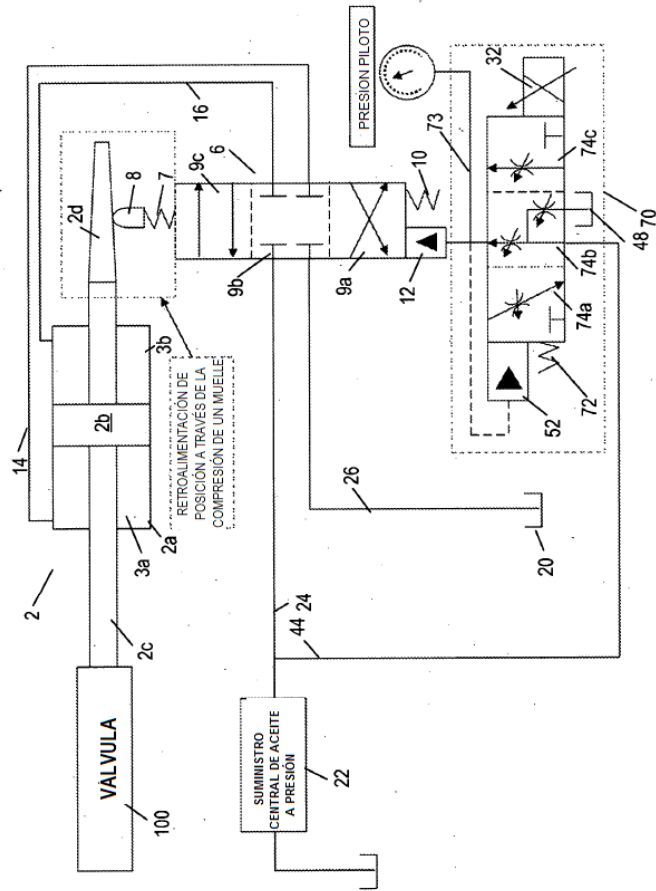 VÁLVULA
100
2
2c
3a
2a
2b
3b
14
16
2d
8
7
RETROALIMENTACIÓN DE
POSICIÓN A TRAVÉS DE LA
COMPRESIÓN DE UN MUELLE
6
9c
9b
9a
10
12
SUMINISTRO
CENTRAL DE ACEITE
A PRESIÓN
22
24
44
26
20
PRESION PILOTO
73
32
52
72
74a
74b
74c
48
70